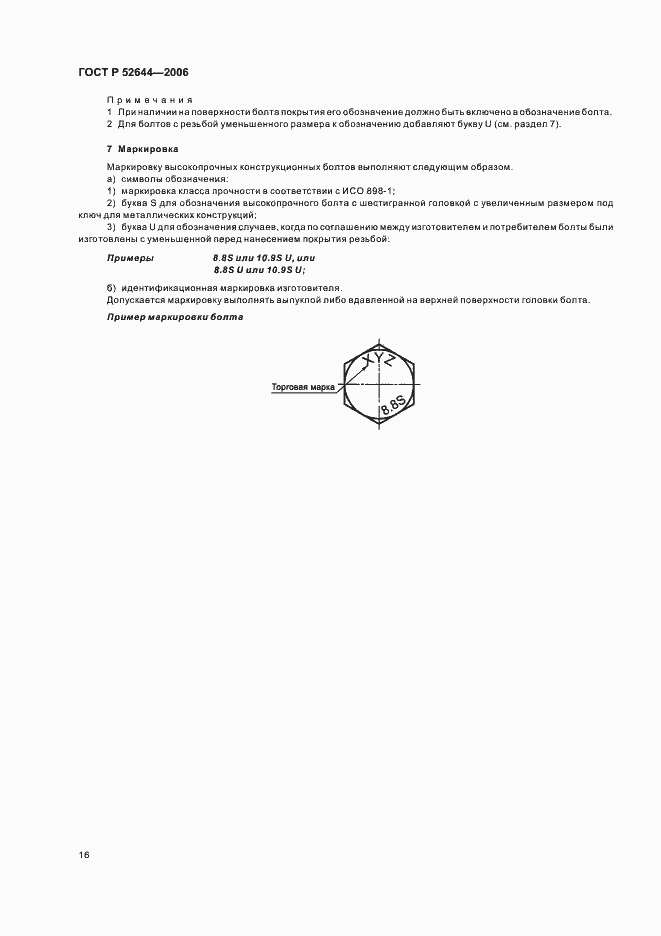 ГОСТ Р 52644—2006
Примечания
1 При наличии на поверхности болта покрытия его обозначение должно быть включено в обозначение болта.
2 Для болтов с резьбой уменьшенного размера к обозначению добавляют букву U (см. раздел 7).
7 Маркировка
Маркировку высокопрочных конструкционных болтов выполняют следующим образом.
а) символы обозначения:
1) маркировка класса прочности в соответствии с ИСО 898-1;
2) буква S для обозначения высокопрочного болта с шестигранной головкой с увеличенным размером под
ключ для металлических конструкций;
3) буква U для обозначения случаев, когда по соглашению между изготовителем и потребителем болты были
изготовлены с уменьшенной перед нанесением покрытия резьбой:
Примеры 8.8S или 10.9S U, или
8.8S U или 10.9S U;
б) идентификационная маркировка изготовителя.
Допускается маркировку выполнять выпуклой либо вдавленной на верхней поверхности головки болта.
Пример маркировки болта
XYZ
Торговая марка
8.8S
16